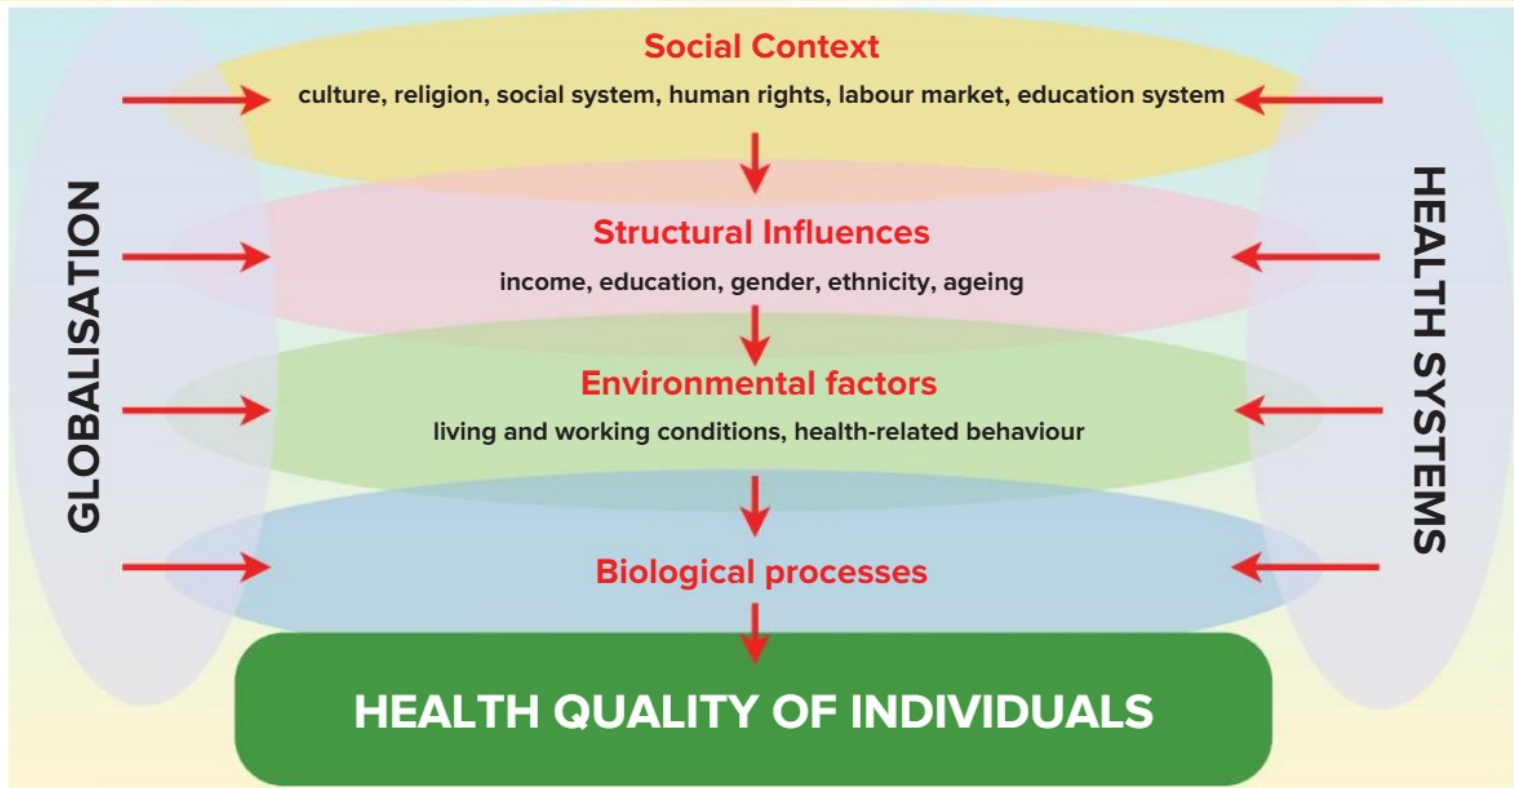 Social Context
culture, religion, social system, human rights, labour market, education system
Structural Influences
income, education, gender, ethnicity, ageing
Environmental factors
living and working conditions, health-related behaviour
Biological processes
HEALTH QUALITY OF INDIVIDUALS
GLOBALISATION
HEALTH SYSTEMS